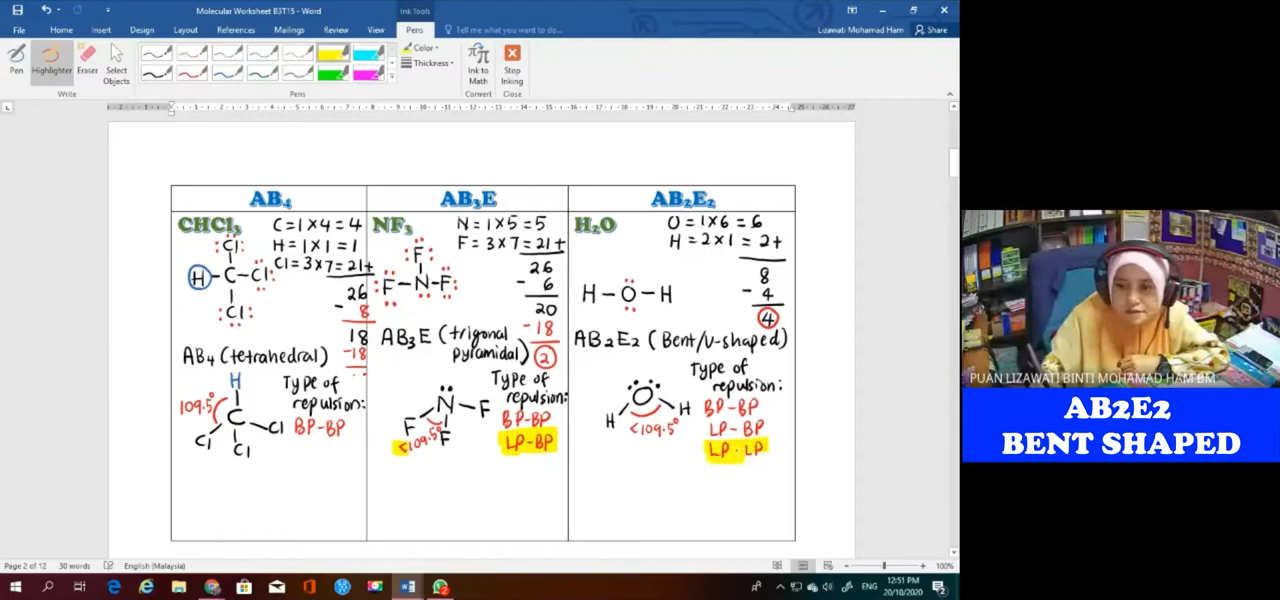 Molecular Worksheet B3T15 - Word
Ink Tools
File
Home
Insert
Design
Layout
References
Mailings
Review
View
Pens
Tell me what you want to do...
Lizawati Mohamad Ham
Share
Pen
Highlighter
Eraser
Select Objects
Write
Pens
Color
Thickness
Ink to Math
Convert
Stop Inking
Close
AB4
AB3E
AB2E2
CHCl3
C = 1 × 4 = 4
H = 1 × 1 = 1
Cl = 3 × 7 = 21+
26
- 8
18
-18
Cl
H - C - Cl
Cl
AB4 (tetrahedral)
Type of repulsion:
BP-BP
109.5°
H
C
Cl
Cl
Cl
NF3
N = 1 × 5 = 5
F = 3 × 7 = 21+
26
- 6
20
-18
2
F
F - N - F
AB3E (trigonal pyramidal)
Type of repulsion:
BP-BP
LP-BP
N
F
F
F
<109.5°
H2O
O = 1 × 6 = 6
H = 2 × 1 = 2+
8
- 4
4
H - O - H
AB2E2 (Bent/V-shaped)
Type of repulsion:
BP-BP
LP-BP
LP-LP
O
H
H
<109.5°
PUAN LIZAWATI BINTI MOHAMAD HAM BM
AB2E2
BENT SHAPED
Page 2 of 12
30 words
English (Malaysia)
100%
ENG
12:51 PM
20/10/2020